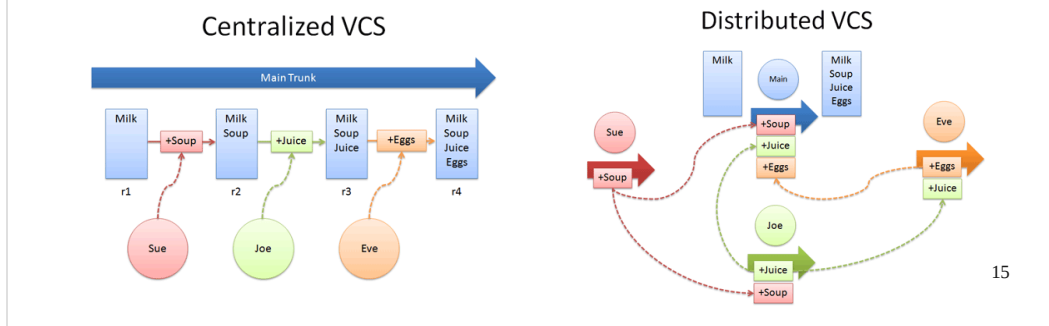 Centralized VCS
Main Trunk
Milk
+Soup
Milk
Soup
+Juice
Milk
Soup
Juice
+Eggs
Milk
Soup
Juice
Eggs
r1
r2
r3
r4
Sue
Joe
Eve
Distributed VCS
Milk
Main
Milk
Soup
Juice
Eggs
Sue
+Soup
+Soup
+Juice
+Eggs
Eve
+Eggs
+Juice
Joe
+Juice
+Soup
15